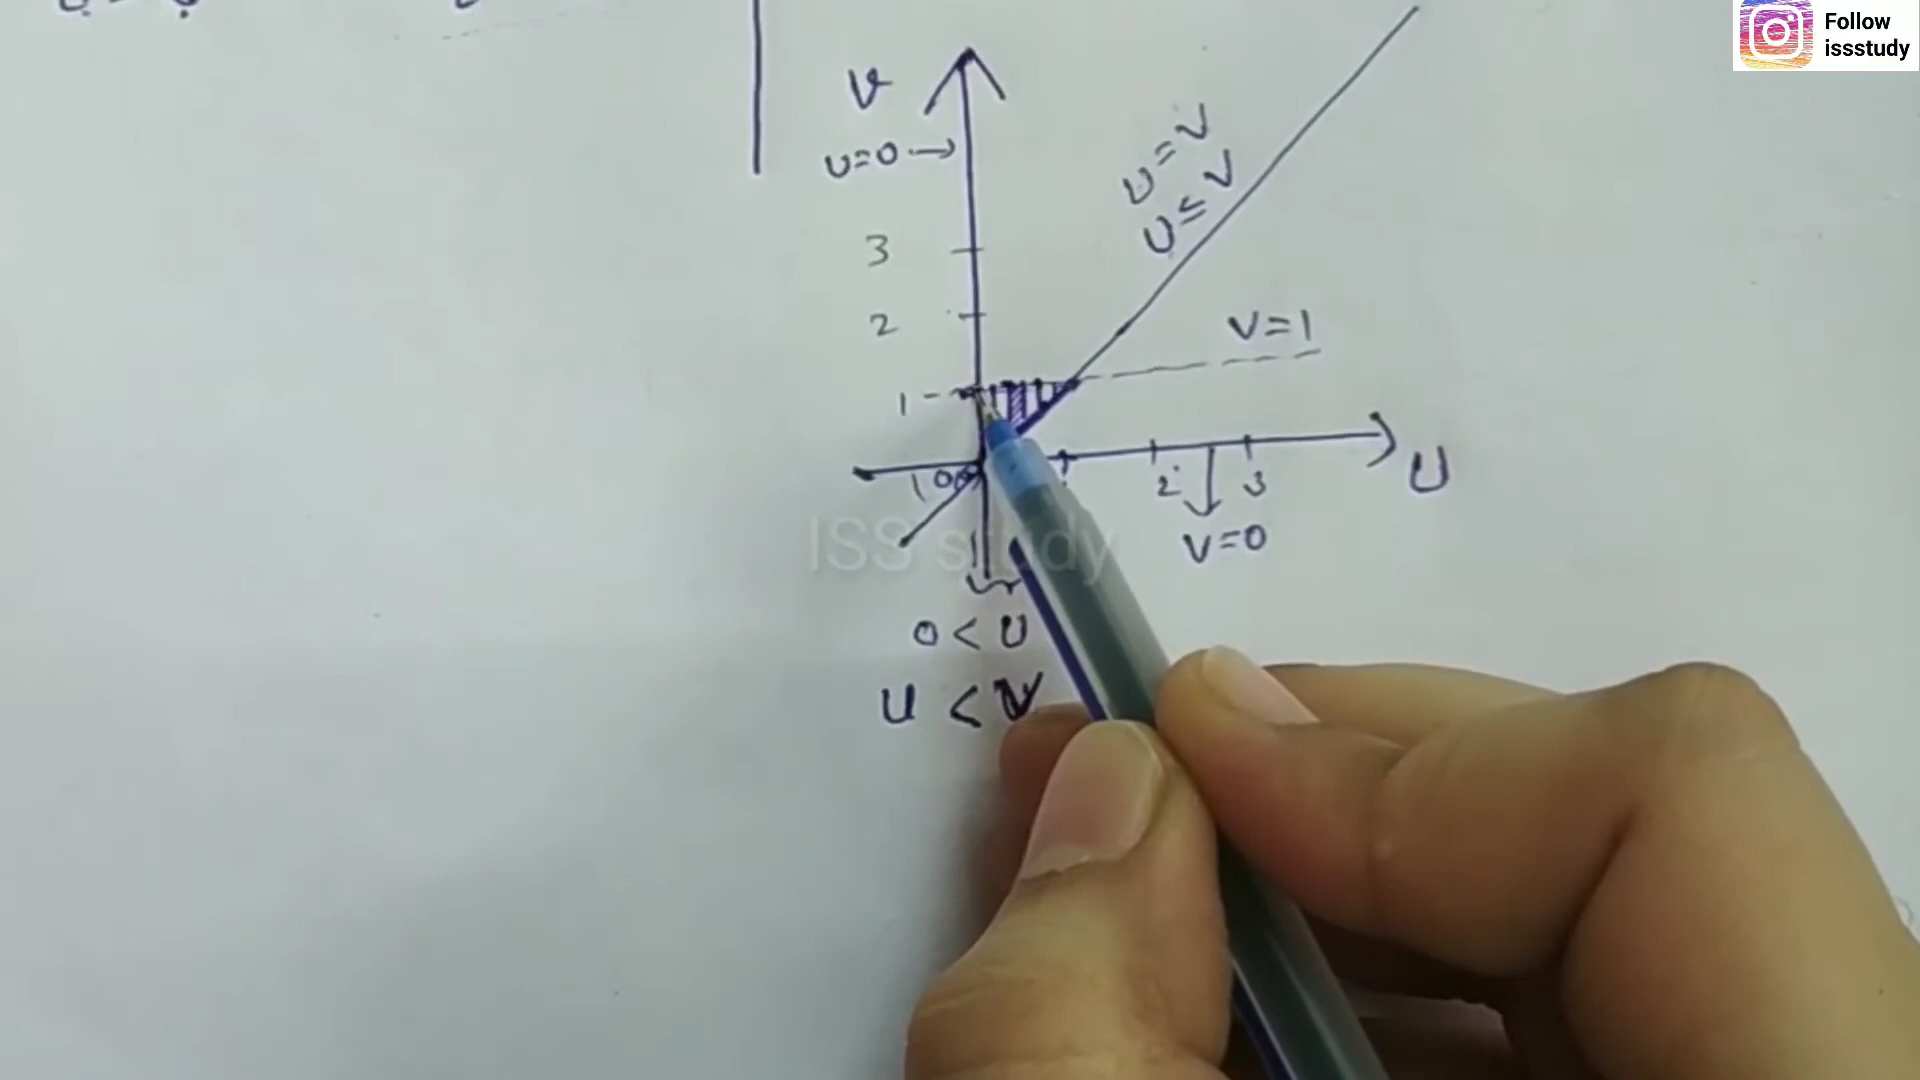 Follow
issstudy
V
U=0 →
U=V
U≤V
3
2
V=1
1
2
3
U
V=0
ISS study
0<U
U<V